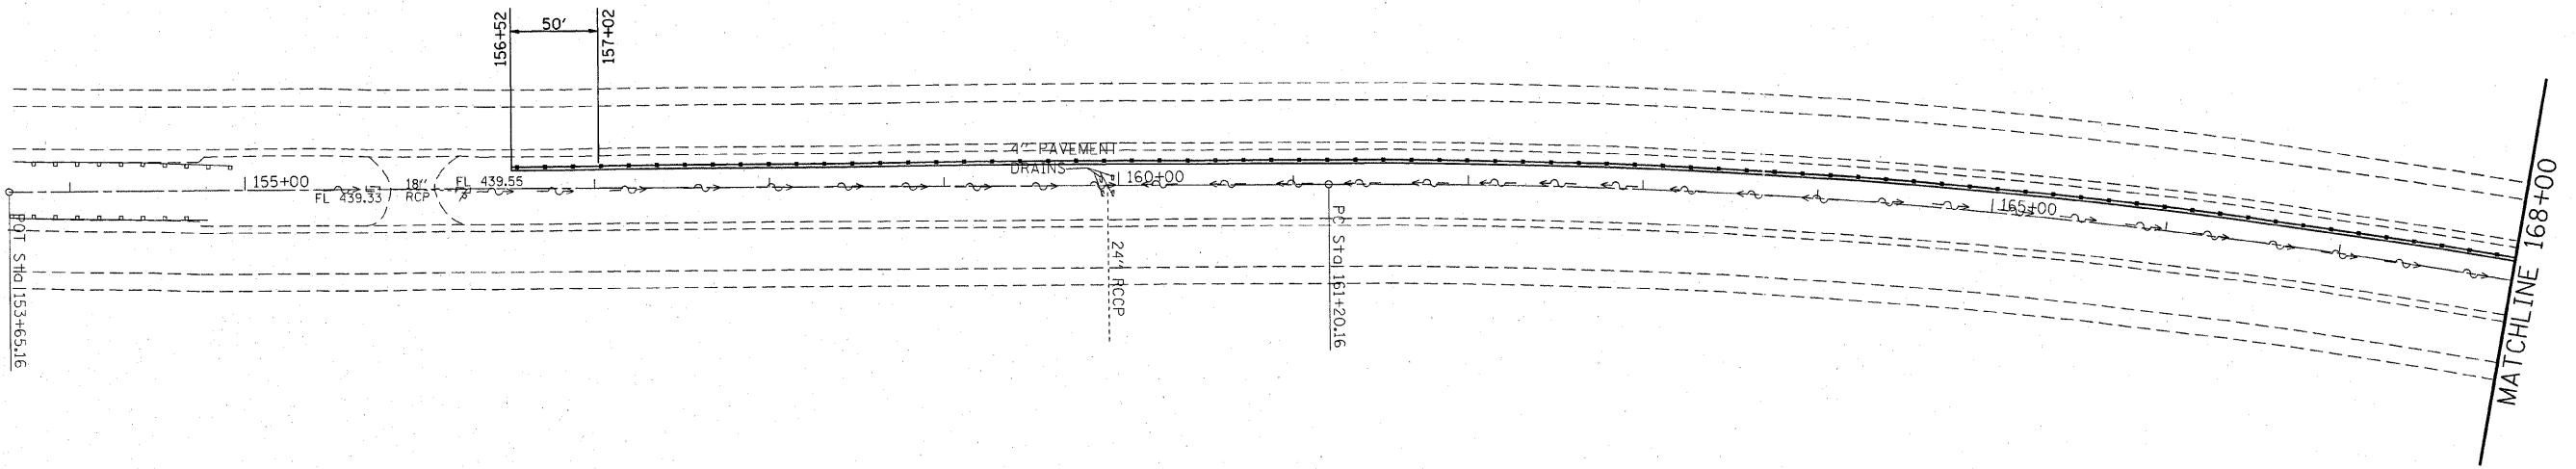 156+52
50'
157+02
4" PAVEMENT
DRAINS
155+00
FL 439.33
18"
RCP
FL 439.55
160+00
165+00
POT Sta 153+65.16
24" RCCP
PC Sta 161+20.16
MATCHLINE 168+00